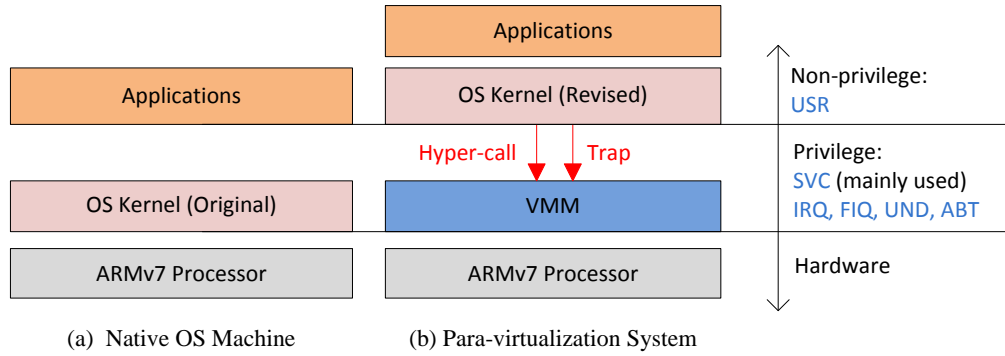 Applications
Applications
OS Kernel (Revised)
Non-privilege:
USR
Hyper-call
Trap
Privilege:
SVC (mainly used)
IRQ, FIQ, UND, ABT
OS Kernel (Original)
VMM
ARMv7 Processor
ARMv7 Processor
Hardware
(a) Native OS Machine
(b) Para-virtualization System